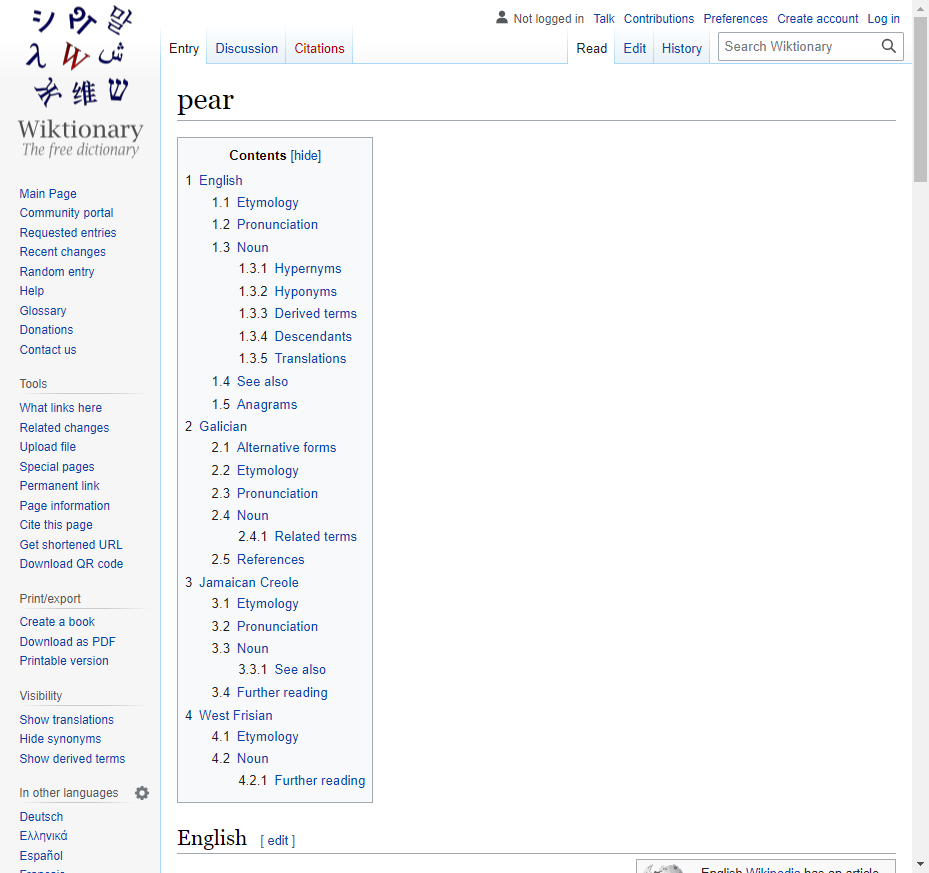 Not logged in Talk Contributions Preferences Create account Log in
Entry Discussion Citations Read Edit History Search Wiktionary
Wiktionary
The free dictionary
Main Page
Community portal
Requested entries
Recent changes
Random entry
Help
Glossary
Donations
Contact us
Tools
What links here
Related changes
Upload file
Special pages
Permanent link
Page information
Cite this page
Get shortened URL
Download QR code
Print/export
Create a book
Download as PDF
Printable version
Visibility
Show translations
Hide synonyms
Show derived terms
In other languages
Deutsch
Ελληνικά
Español
Français
pear
Contents [hide]
1 English
1.1 Etymology
1.2 Pronunciation
1.3 Noun
1.3.1 Hypernyms
1.3.2 Hyponyms
1.3.3 Derived terms
1.3.4 Descendants
1.3.5 Translations
1.4 See also
1.5 Anagrams
2 Galician
2.1 Alternative forms
2.2 Etymology
2.3 Pronunciation
2.4 Noun
2.4.1 Related terms
2.5 References
3 Jamaican Creole
3.1 Etymology
3.2 Pronunciation
3.3 Noun
3.3.1 See also
3.4 Further reading
4 West Frisian
4.1 Etymology
4.2 Noun
4.2.1 Further reading
English [ edit ]
English Wikipedia has an article